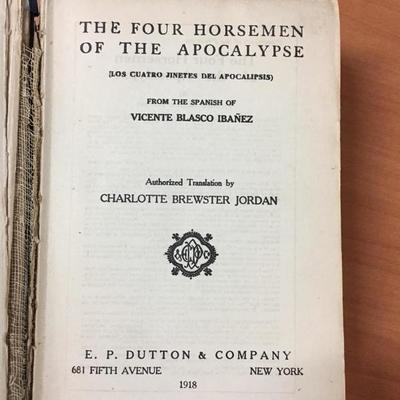 THE FOUR HORSEMEN
OF THE APOCALYPSE
(LOS CUATRO JINETES DEL APOCALIPSIS)
FROM THE SPANISH OF
VICENTE BLASCO IBAÑEZ
Authorized Translation by
CHARLOTTE BREWSTER JORDAN
E. P. DUTTON & COMPANY
681 FIFTH AVENUE NEW YORK
1918